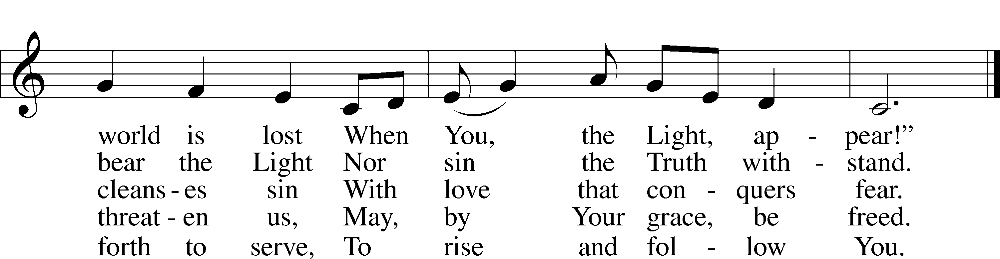 world is lost When You, the Light, ap - pear!”
bear the Light Nor sin the Truth with - stand.
cleans - es sin With love that con - quers fear.
threat - en us, May, by Your grace, be freed.
forth to serve, To rise and fol - low You.